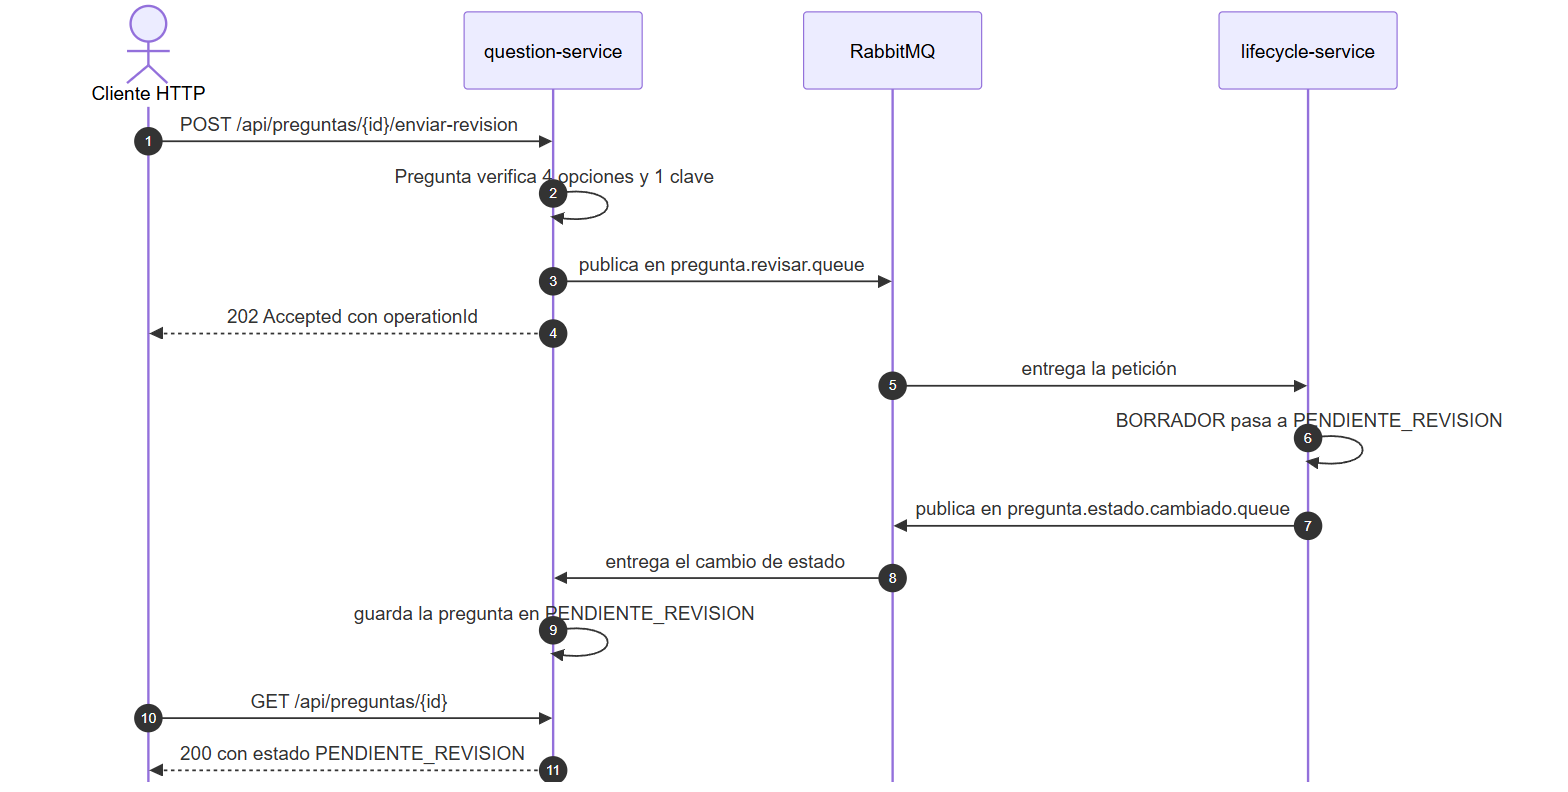 Cliente HTTP
question-service
RabbitMQ
lifecycle-service
POST /api/preguntas/{id}/enviar-revision
1
Pregunta verifica 4 opciones y 1 clave
2
publica en pregunta.revisar.queue
3
202 Accepted con operationId
4
entrega la petición
5
BORRADOR pasa a PENDIENTE_REVISION
6
publica en pregunta.estado.cambiado.queue
7
entrega el cambio de estado
8
guarda la pregunta en PENDIENTE_REVISION
9
GET /api/preguntas/{id}
10
200 con estado PENDIENTE_REVISION
11